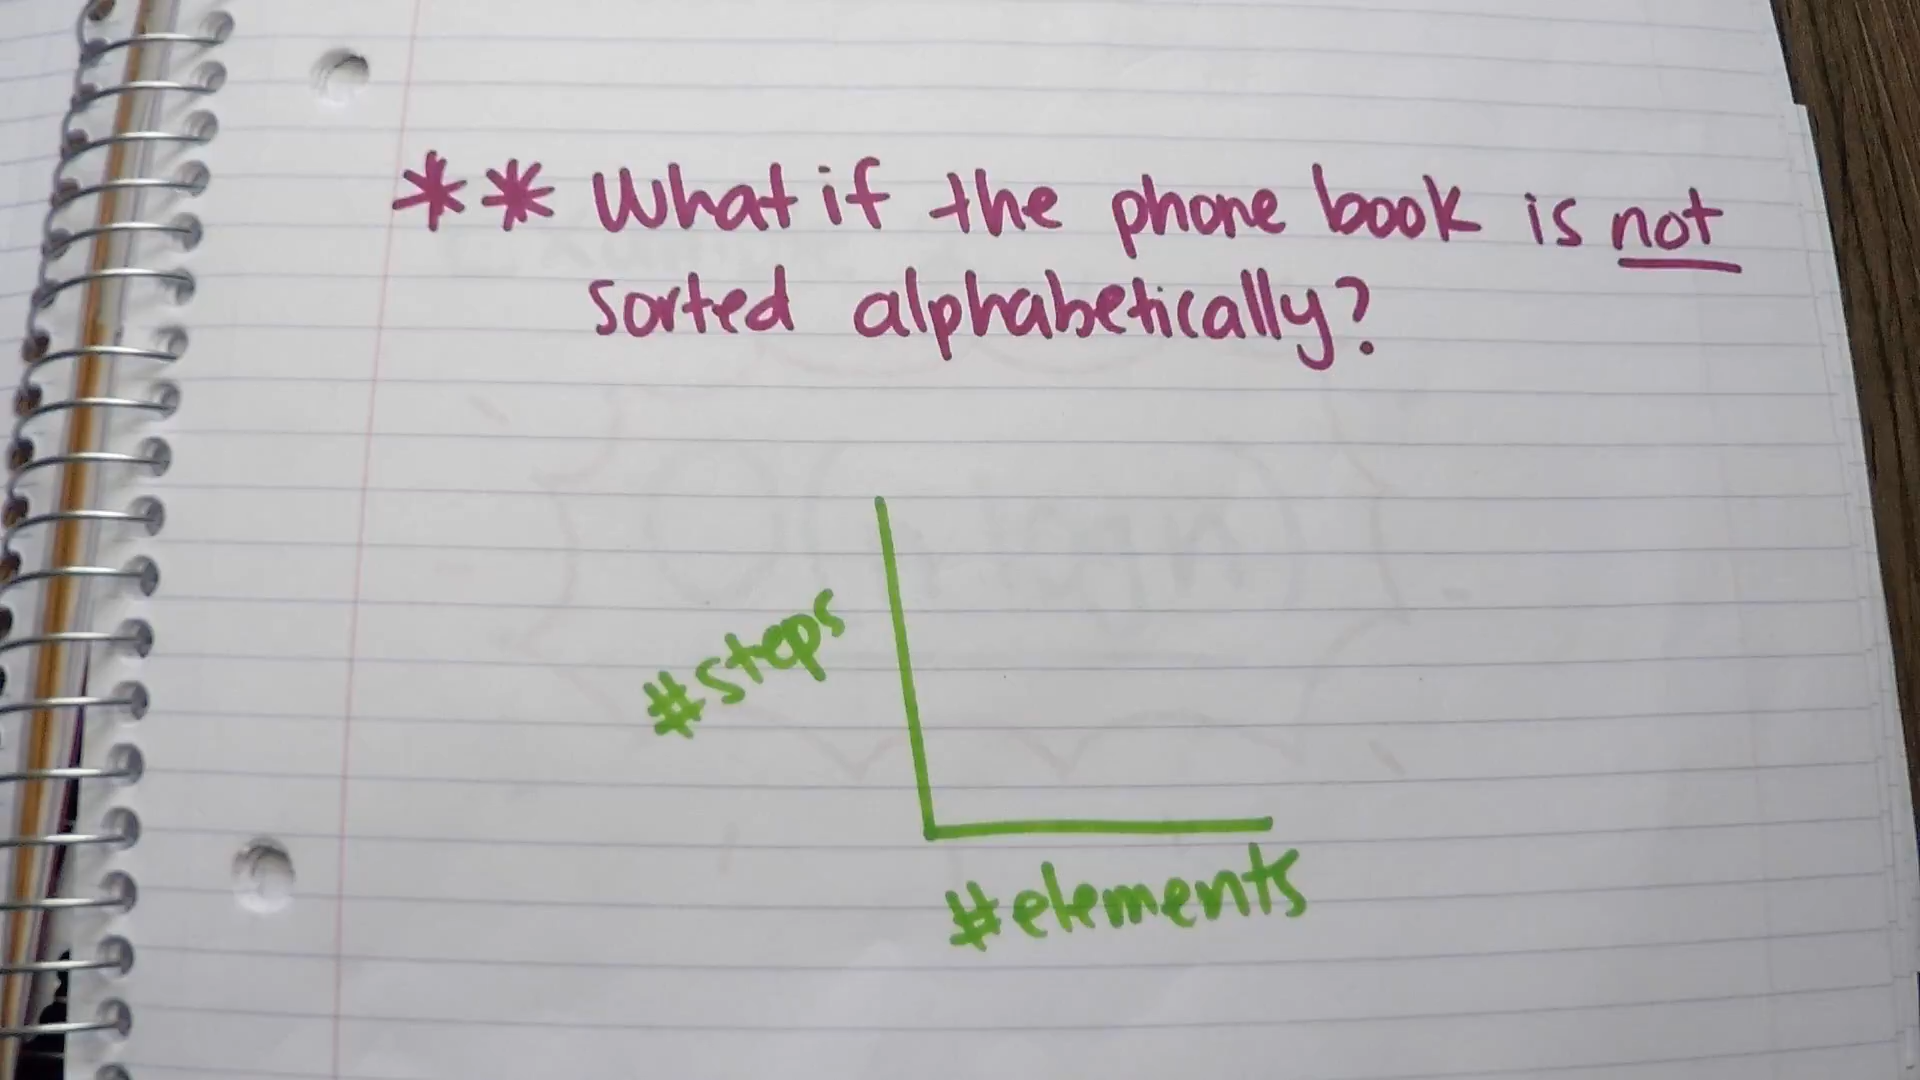 ** What if the phone book is not
sorted alphabetically?
#steps
#elements